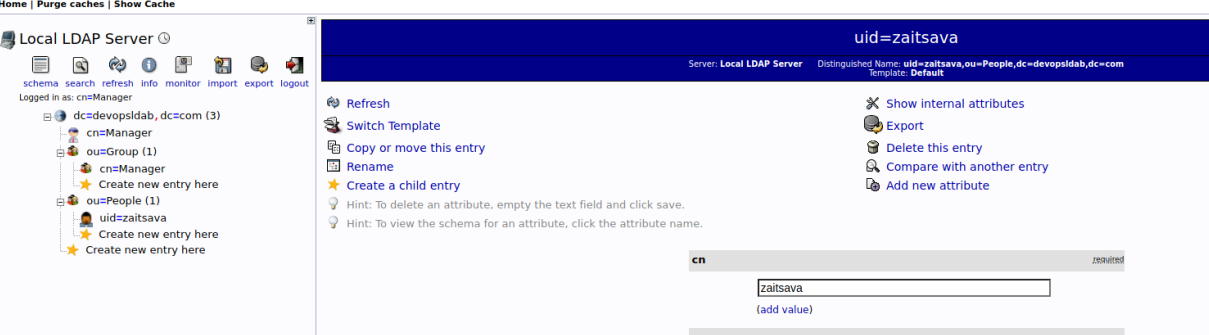 Home | Purge caches | Show Cache
Local LDAP Server
schema search refresh info monitor import export logout
Logged in as: cn=Manager
dc=devopsldab,dc=com (3)
cn=Manager
ou=Group (1)
cn=Manager
Create new entry here
ou=People (1)
uid=zaitsava
Create new entry here
Create new entry here
uid=zaitsava
Server: Local LDAP Server Distinguished Name: uid=zaitsava,ou=People,dc=devopsldab,dc=com
Template: Default
Refresh
Switch Template
Copy or move this entry
Rename
Create a child entry
Hint: To delete an attribute, empty the text field and click save.
Hint: To view the schema for an attribute, click the attribute name.
Show internal attributes
Export
Delete this entry
Compare with another entry
Add new attribute
cn required
zaitsava
(add value)